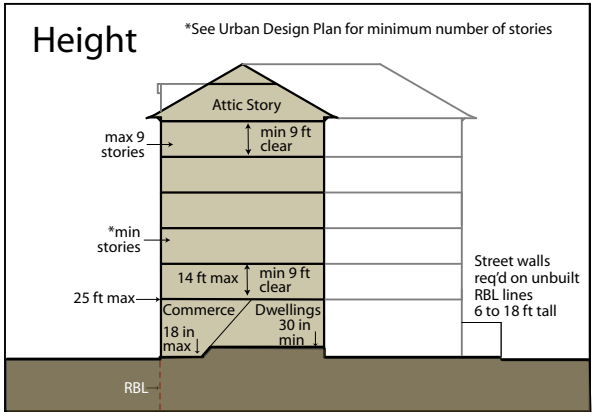 Height
*See Urban Design Plan for minimum number of stories
Attic Story
max 9
stories
min 9 ft
clear
*min
stories
14 ft max
min 9 ft
clear
25 ft max
Commerce
18 in
max
Dwellings
30 in
min
Street walls
req'd on unbuilt
RBL lines
6 to 18 ft tall
RBL